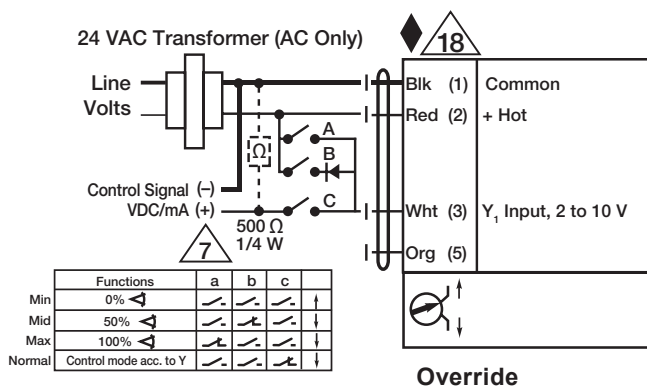 24 VAC Transformer (AC Only)
18
Line
Volts
Blk (1) Common
Red (2) + Hot
A
B
C
Ω
Control Signal (–)
VDC/mA (+)
500 Ω
1/4 W
7
Wht (3) Y₁ Input, 2 to 10 V
Org (5)
Functions a b c
Min 0%
Mid 50%
Max 100%
Normal Control mode acc. to Y
Override